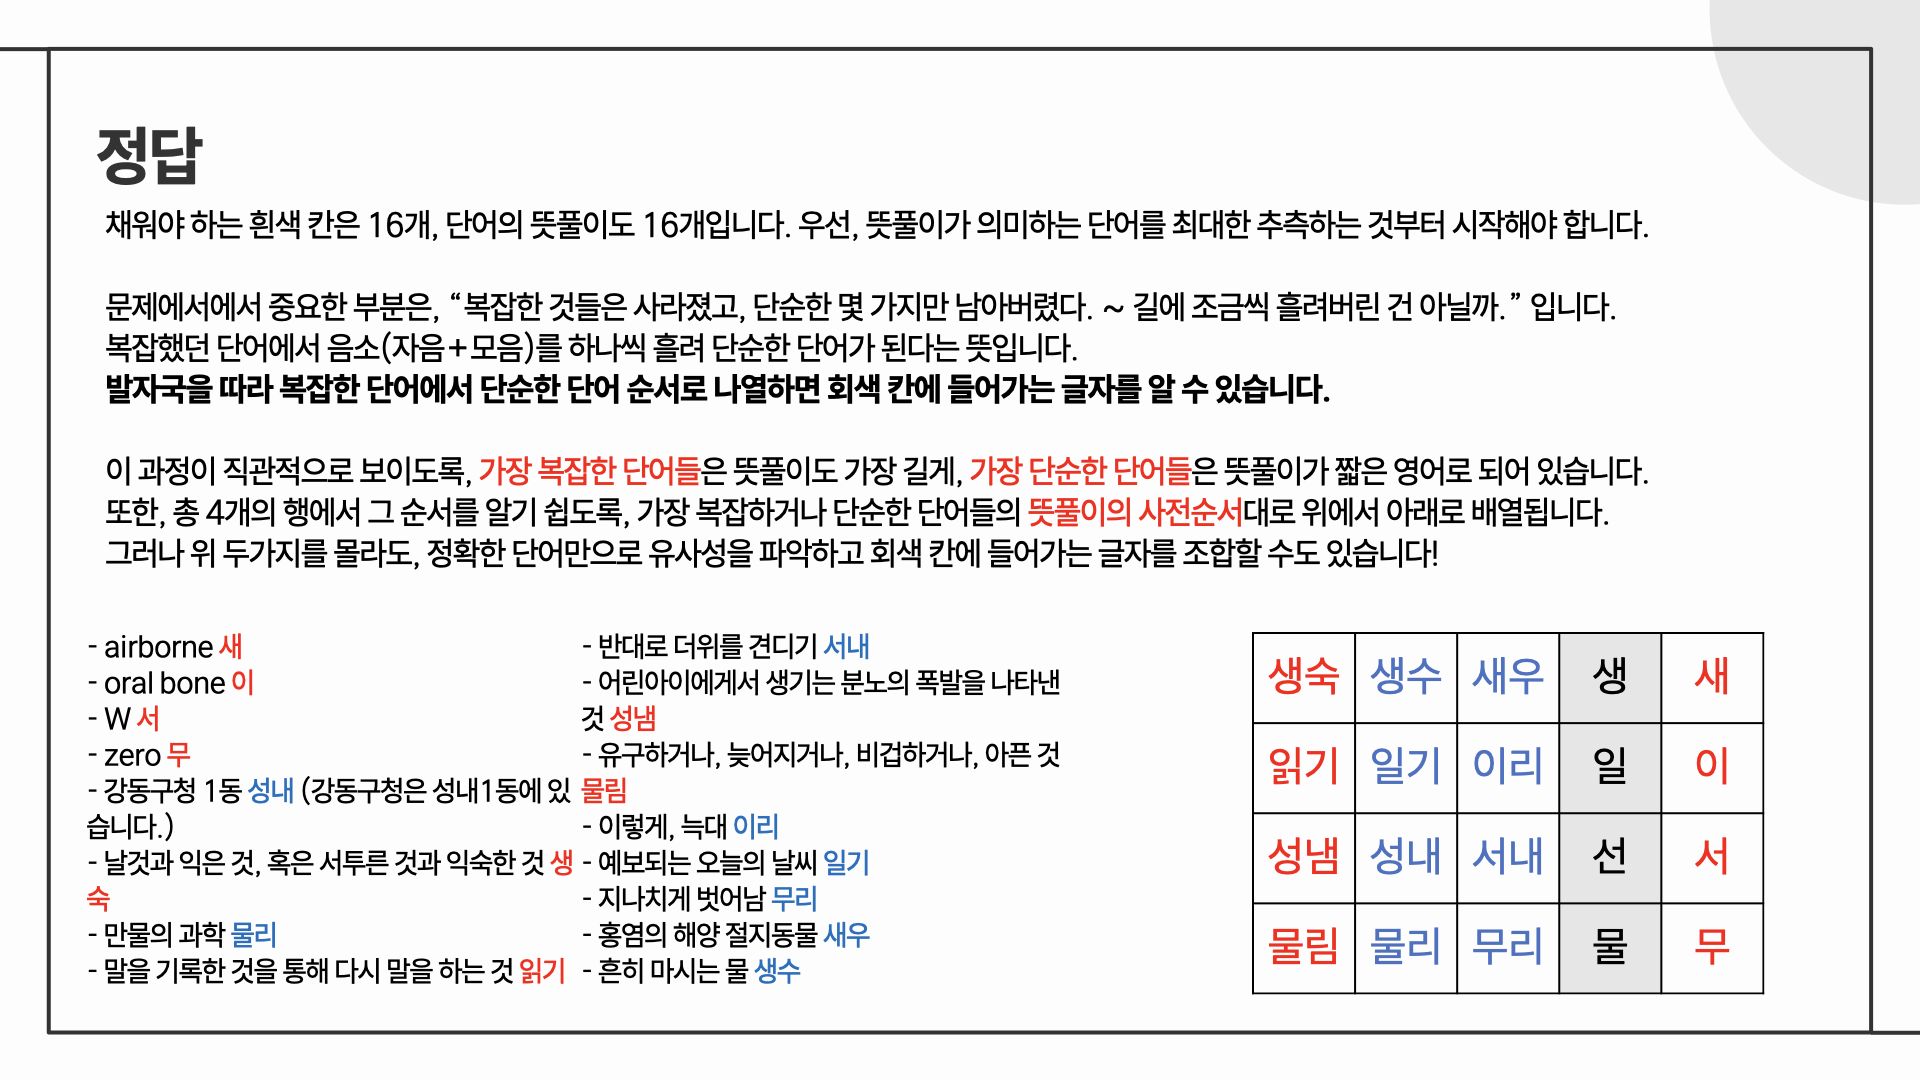 정답
채워야 하는 흰색 칸은 16개, 단어의 뜻풀이도 16개입니다. 우선, 뜻풀이가 의미하는 단어를 최대한 추측하는 것부터 시작해야 합니다.
문제에서에서 중요한 부분은, “복잡한 것들은 사라졌고, 단순한 몇 가지만 남아버렸다. ~ 길에 조금씩 흘려버린 건 아닐까.” 입니다.
복잡했던 단어에서 음소(자음+모음)를 하나씩 흘려 단순한 단어가 된다는 뜻입니다.
발자국을 따라 복잡한 단어에서 단순한 단어 순서로 나열하면 회색 칸에 들어가는 글자를 알 수 있습니다.
이 과정이 직관적으로 보이도록, 가장 복잡한 단어들은 뜻풀이도 가장 길게, 가장 단순한 단어들은 뜻풀이가 짧은 영어로 되어 있습니다.
또한, 총 4개의 행에서 그 순서를 알기 쉽도록, 가장 복잡하거나 단순한 단어들의 뜻풀이의 사전순서대로 위에서 아래로 배열됩니다.
그러나 위 두가지를 몰라도, 정확한 단어만으로 유사성을 파악하고 회색 칸에 들어가는 글자를 조합할 수도 있습니다!
- airborne 새
- oral bone 이
- W 서
- zero 무
- 강동구청 1동 성내 (강동구청은 성내1동에 있
습니다.)
- 날것과 익은 것, 혹은 서투른 것과 익숙한 것 생
숙
- 만물의 과학 물리
- 말을 기록한 것을 통해 다시 말을 하는 것 읽기
- 반대로 더위를 견디기 서내
- 어린아이에게서 생기는 분노의 폭발을 나타낸
것 성냄
- 유구하거나, 늦어지거나, 비겁하거나, 아픈 것
물림
- 이렇게, 늑대 이리
- 예보되는 오늘의 날씨 일기
- 지나치게 벗어남 무리
- 홍염의 해양 절지동물 새우
- 흔히 마시는 물 생수
생숙 생수 새우 생 새
읽기 일기 이리 일 이
성냄 성내 서내 선 서
물림 물리 무리 물 무